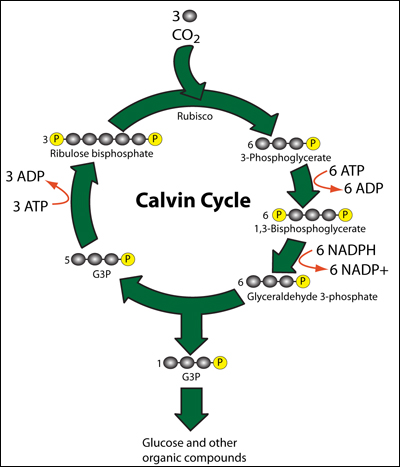 3
CO2
Rubisco
3 P P
Ribulose bisphosphate
6 P
3-Phosphoglycerate
6 ATP
6 ADP
3 ADP
3 ATP
Calvin Cycle
P 6 P
1,3-Bisphosphoglycerate
6 NADPH
6 NADP+
5 P
G3P
6 P
Glyceraldehyde 3-phosphate
1 P
G3P
Glucose and other
organic compounds